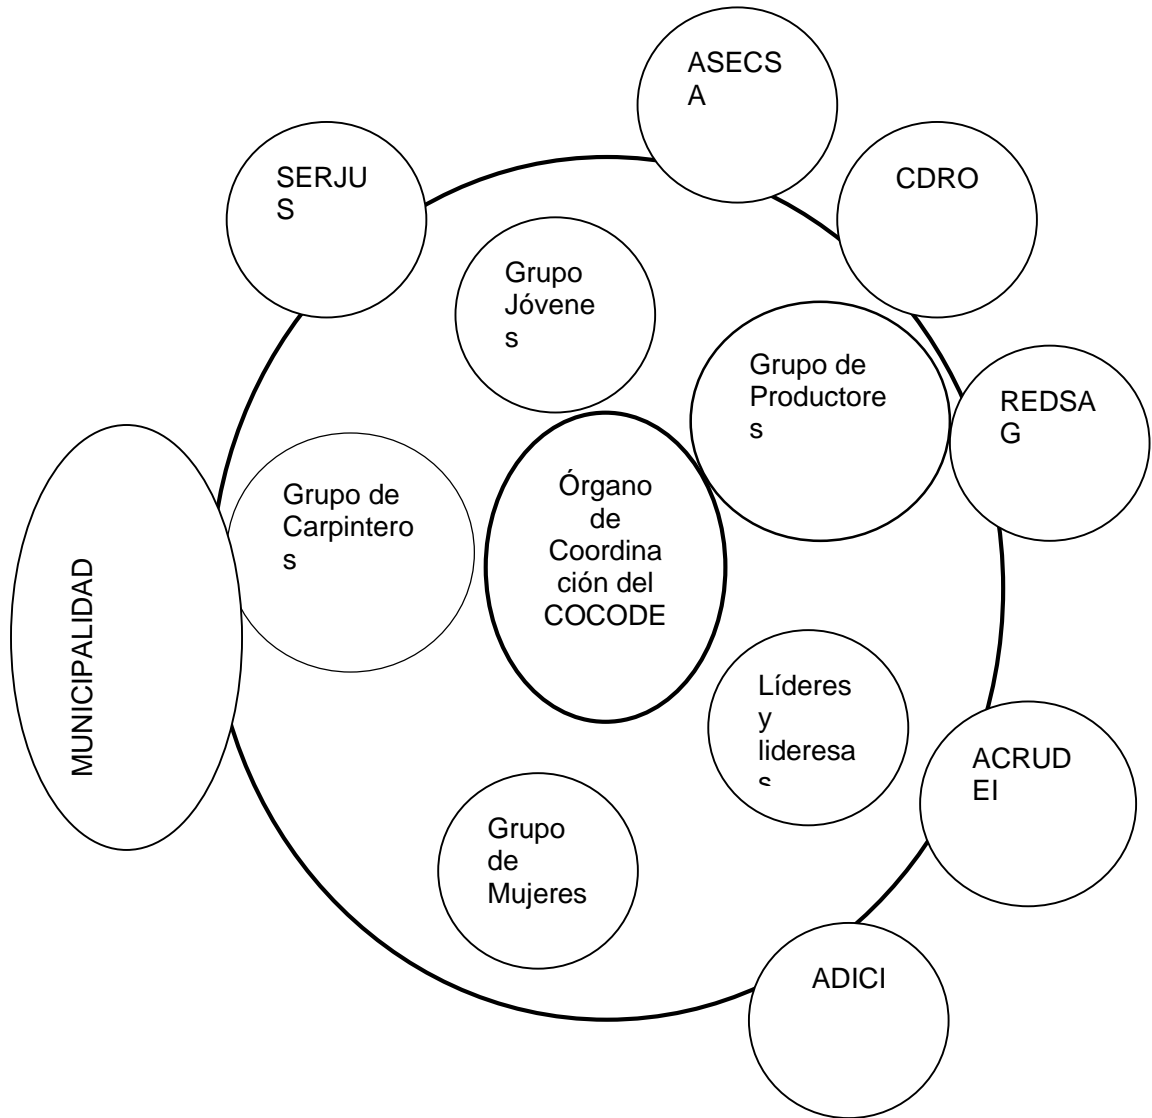 ASECS
A
SERJU
S
CDRO
Grupo
Jóvene
s
Grupo de
Productore
s
REDSA
G
Grupo de
Carpintero
s
Órgano
de
Coordina
ción del
COCODE
MUNICIPALIDAD
Líderes
y
lideresa
s
ACRUD
EI
Grupo
de
Mujeres
ADICI